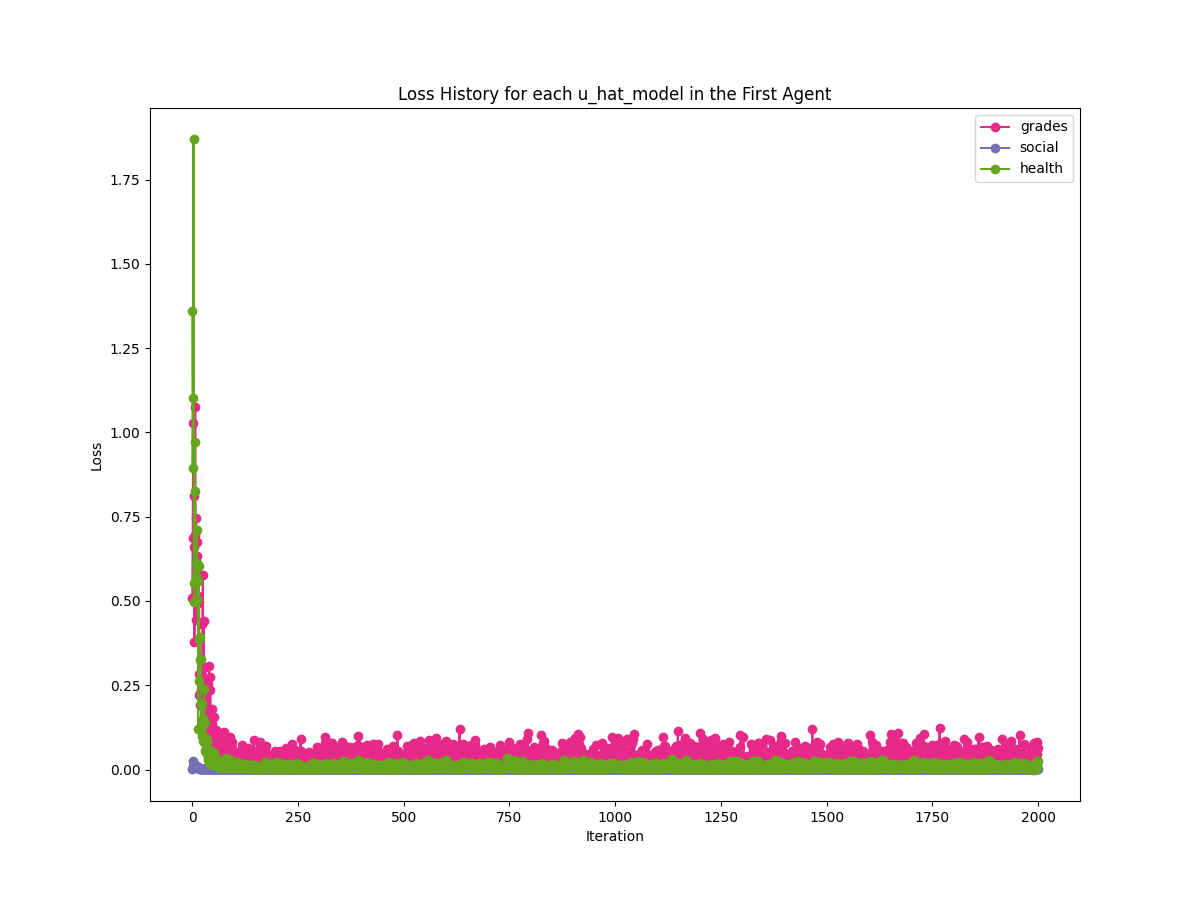 Loss History for each u_hat_model in the First Agent
grades
social
health
1.75
1.50
1.25
1.00
0.75
0.50
0.25
0.00
Loss
0 250 500 750 1000 1250 1500 1750 2000
Iteration